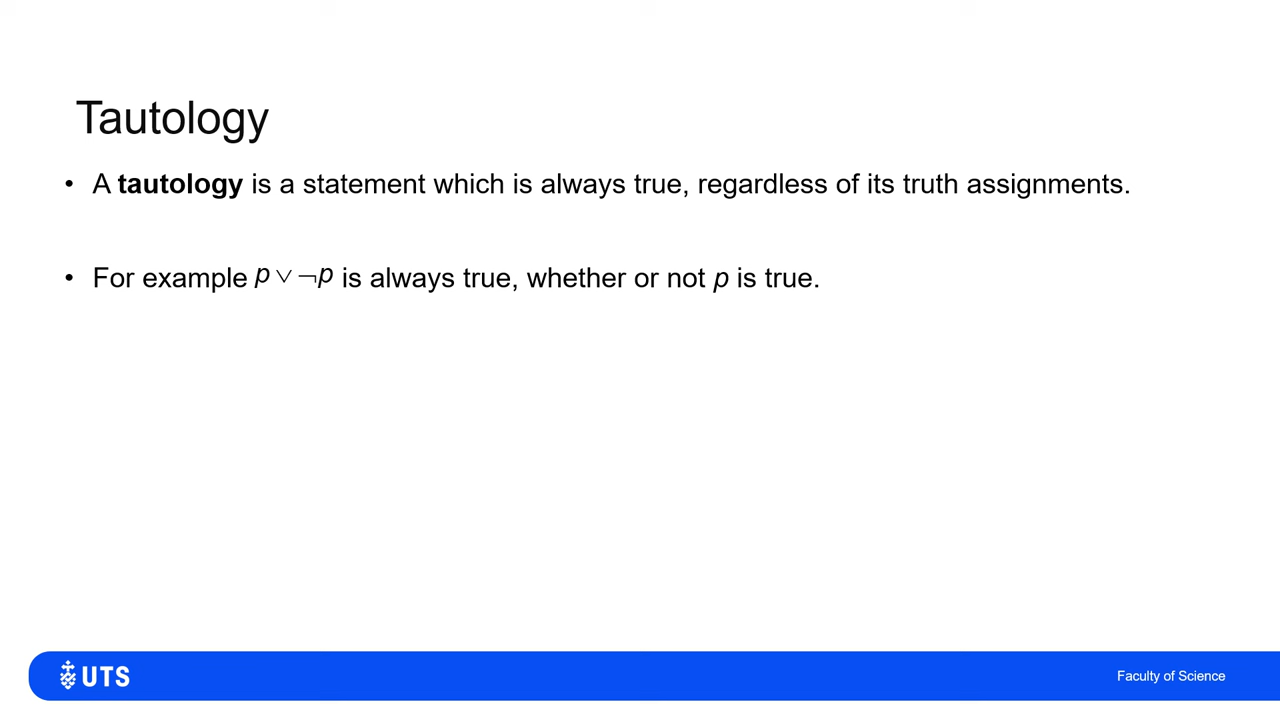 Tautology
• A tautology is a statement which is always true, regardless of its truth assignments.
• For example p ∨ ¬p is always true, whether or not p is true.
UTS
Faculty of Science